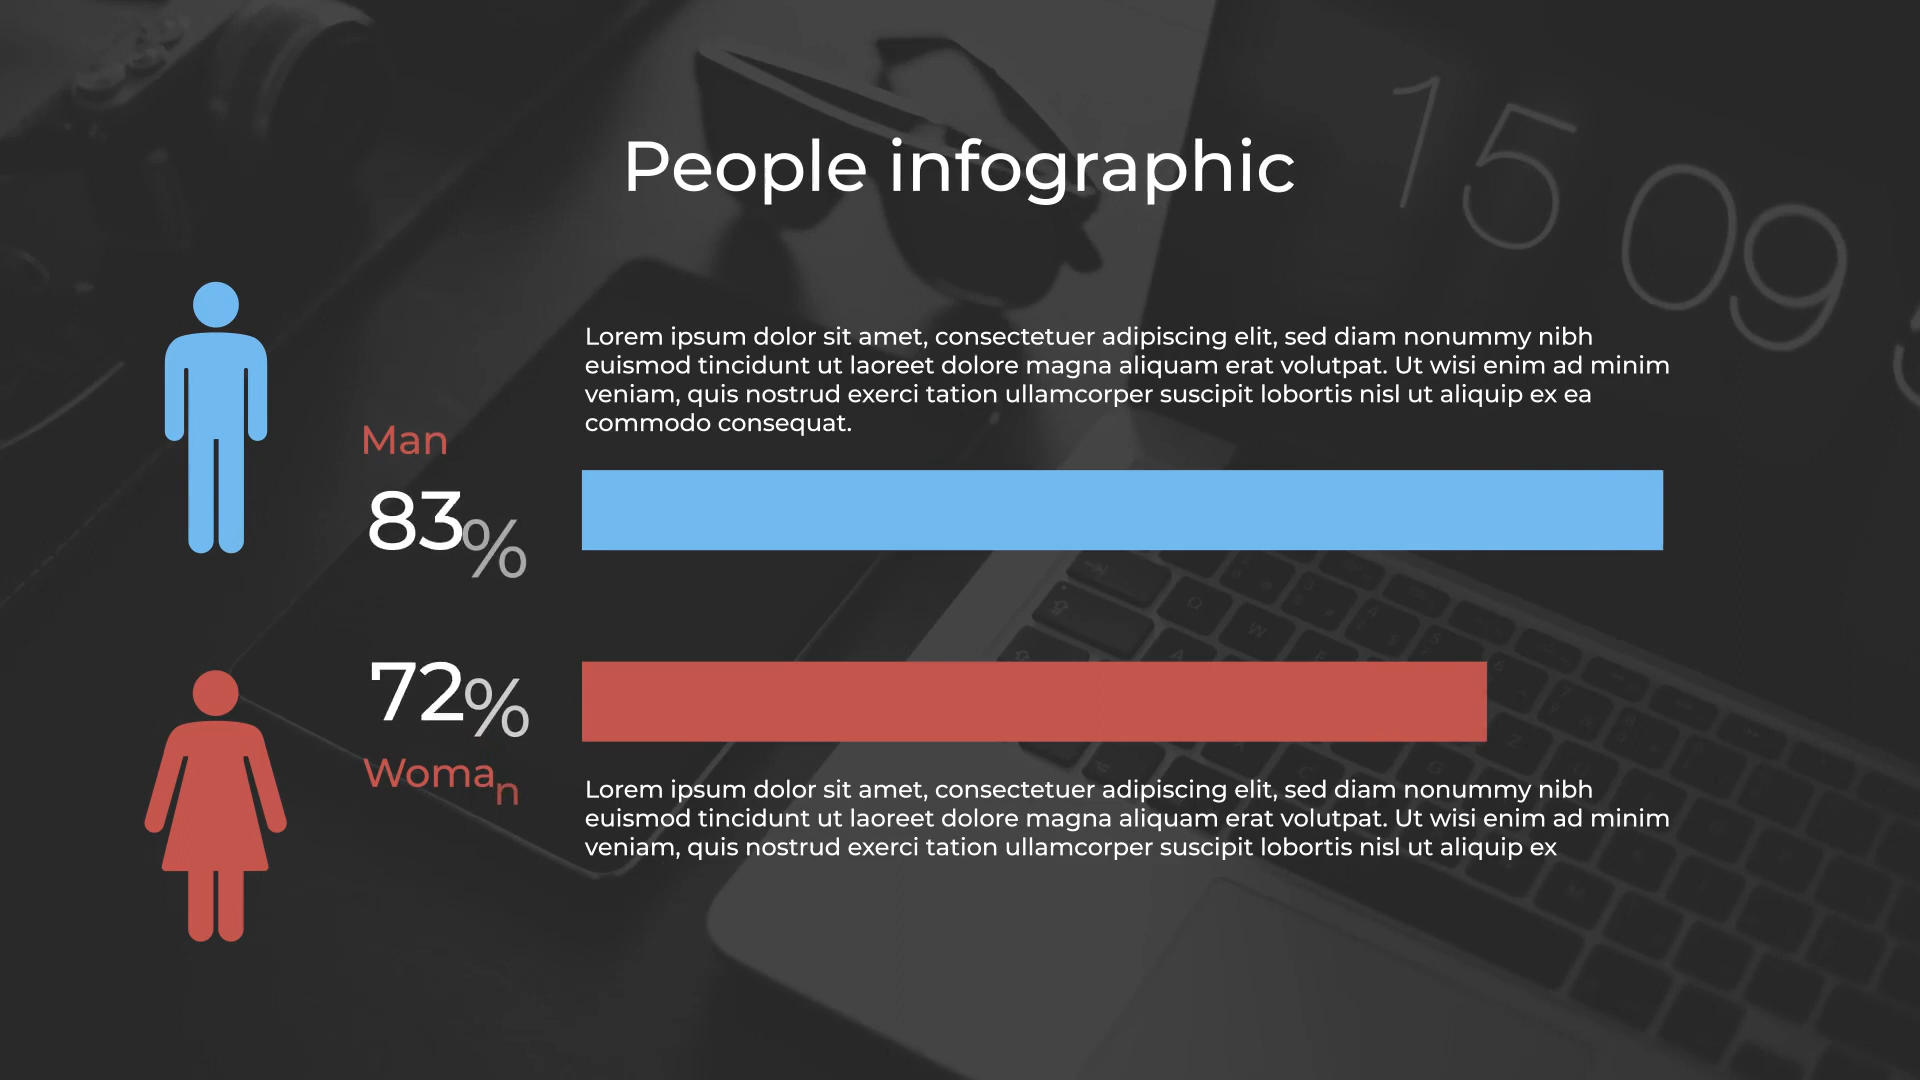 People infographic
15 09
Lorem ipsum dolor sit amet, consectetuer adipiscing elit, sed diam nonummy nibh
euismod tincidunt ut laoreet dolore magna aliquam erat volutpat. Ut wisi enim ad minim
veniam, quis nostrud exerci tation ullamcorper suscipit lobortis nisl ut aliquip ex ea
commodo consequat.
Man
83%
72%
Woman
Lorem ipsum dolor sit amet, consectetuer adipiscing elit, sed diam nonummy nibh
euismod tincidunt ut laoreet dolore magna aliquam erat volutpat. Ut wisi enim ad minim
veniam, quis nostrud exerci tation ullamcorper suscipit lobortis nisl ut aliquip ex